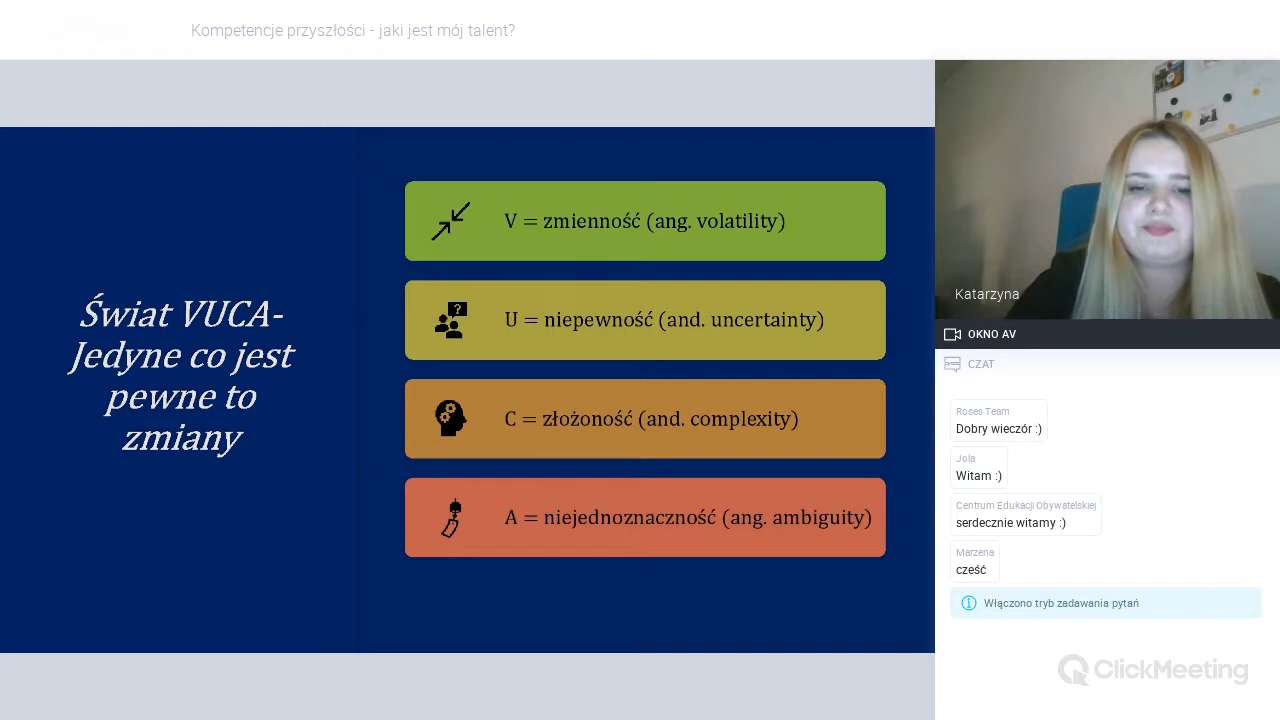 Kompetencje przyszłości - jaki jest mój talent?
Świat VUCA-
Jedyne co jest
pewne to
zmiany
V = zmienność (ang. volatility)
?
U = niepewność (and. uncertainty)
C = złożoność (and. complexity)
A = niejednoznaczność (ang. ambiguity)
Katarzyna
OKNO AV
CZAT
Roses Team
Dobry wieczór :)
Jola
Witam :)
Centrum Edukacji Obywatelskiej
serdecznie witamy :)
Marzena
cześć
Włączono tryb zadawania pytań
ClickMeeting